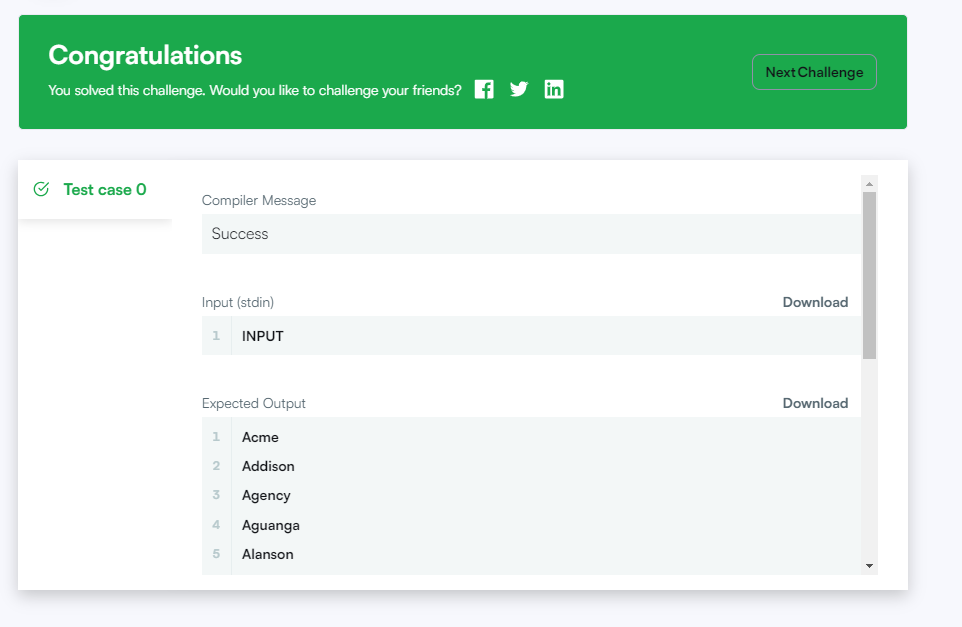 Congratulations
You solved this challenge. Would you like to challenge your friends?
Next Challenge
Test case 0
Compiler Message
Success
Input (stdin)
Download
1 INPUT
Expected Output
Download
1 Acme
2 Addison
3 Agency
4 Aguanga
5 Alanson